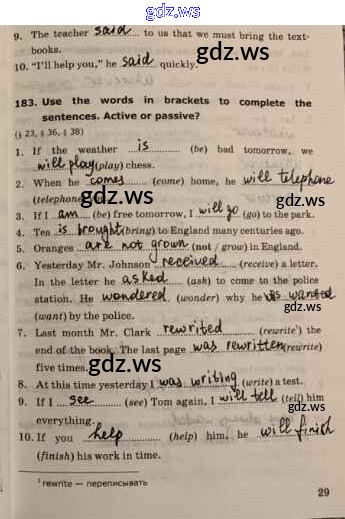 gdz.ws
9. The teacher said to us that we must bring the text-
books.
10. "I'll help you," he said quickly.
gdz.ws
183. Use the words in brackets to complete the
sentences. Active or passive?
(§ 23, § 36, § 38)
1. If the weather is (be) bad tomorrow, we
will play (play) chess.
2. When he comes (come) home, he will telephone
(telephone)
3. If I am (be) free tomorrow, I will go (go) to the park.
4. Tea is brought (bring) to England many centuries ago.
5. Oranges are not grown (not / grow) in England.
6. Yesterday Mr. Johnson received (receive) a letter.
In the letter he asked (ask) to come to the police
station. He wondered (wonder) why he is wanted
(want) by the police.
7. Last month Mr. Clark rewrited (rewrite¹) the
end of the book. The last page was rewritten (rewrite)
five times.
8. At this time yesterday I was writing (write) a test.
9. If I see (see) Tom again, I will tell (tell) him
everything.
10. If you help (help) him, he will finish
(finish) his work in time.
¹ rewrite — переписывать
29
gdz.ws